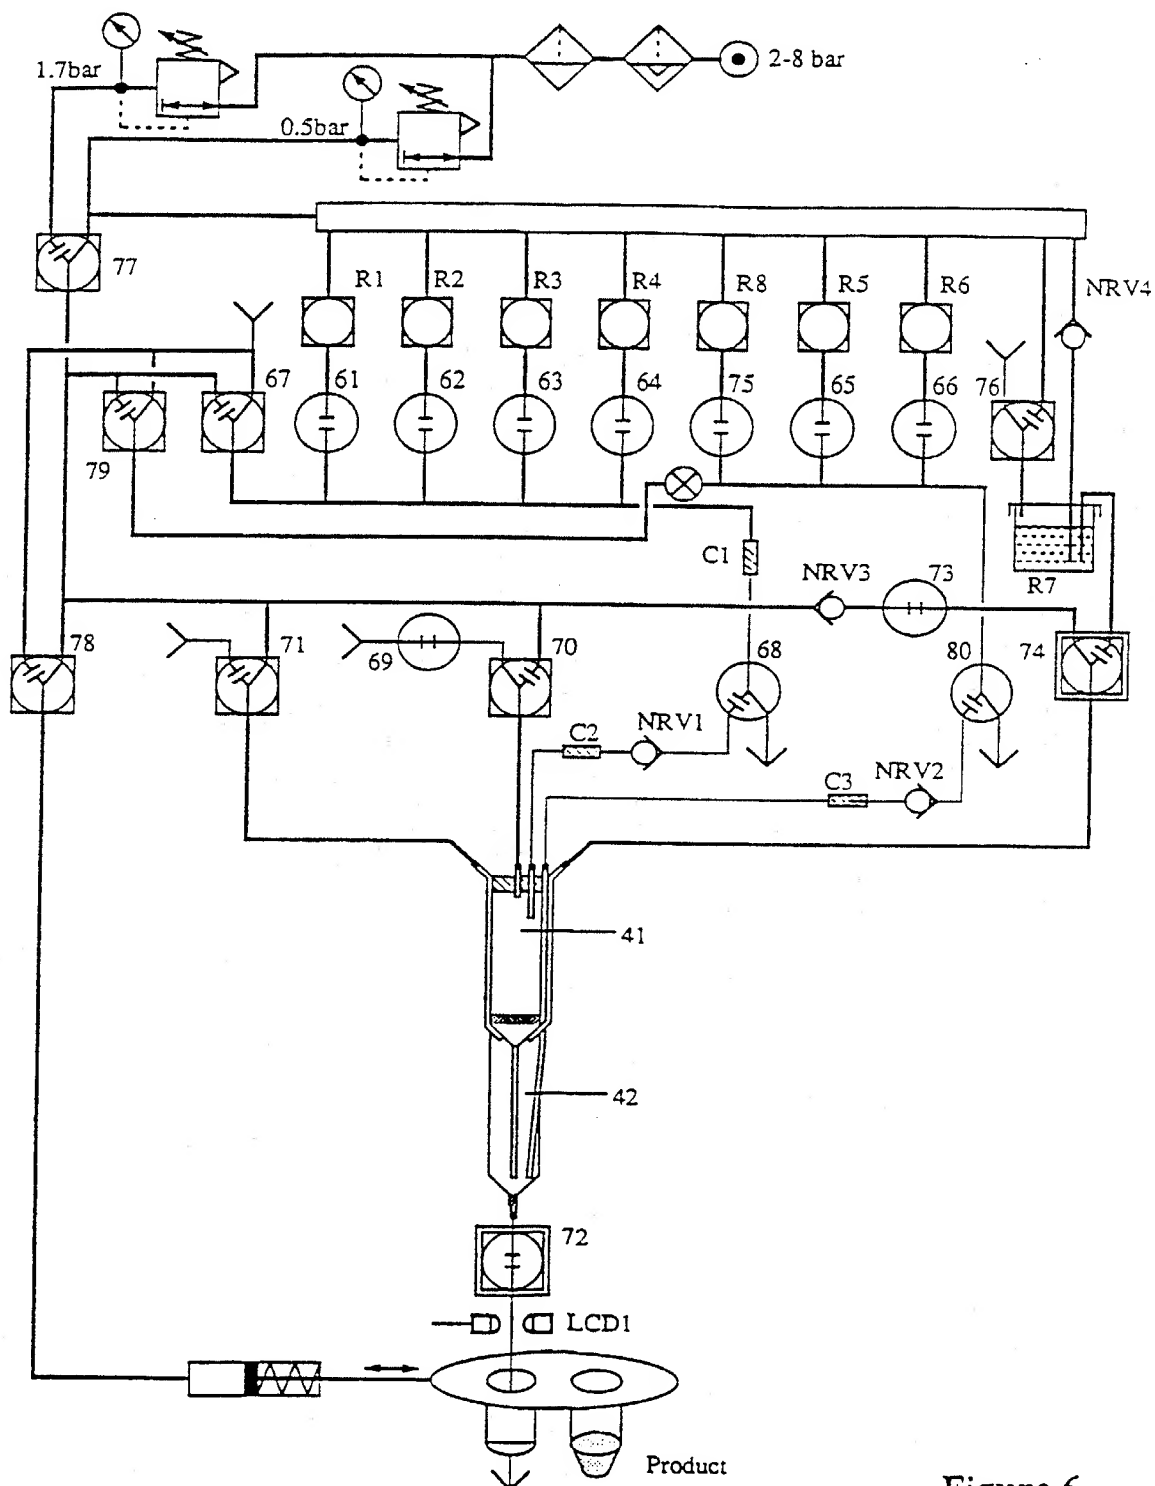 1.7bar
2-8 bar
0.5bar
77
R1 R2 R3 R4 R8 R5 R6
NRV4
67 61 62 63 64 75 65 66 76
79
C1
NRV3 73
R7
78 71 69 70 68 80 74
C2 NRV1
C3 NRV2
41
42
72
LCD1
Product
Figure 6